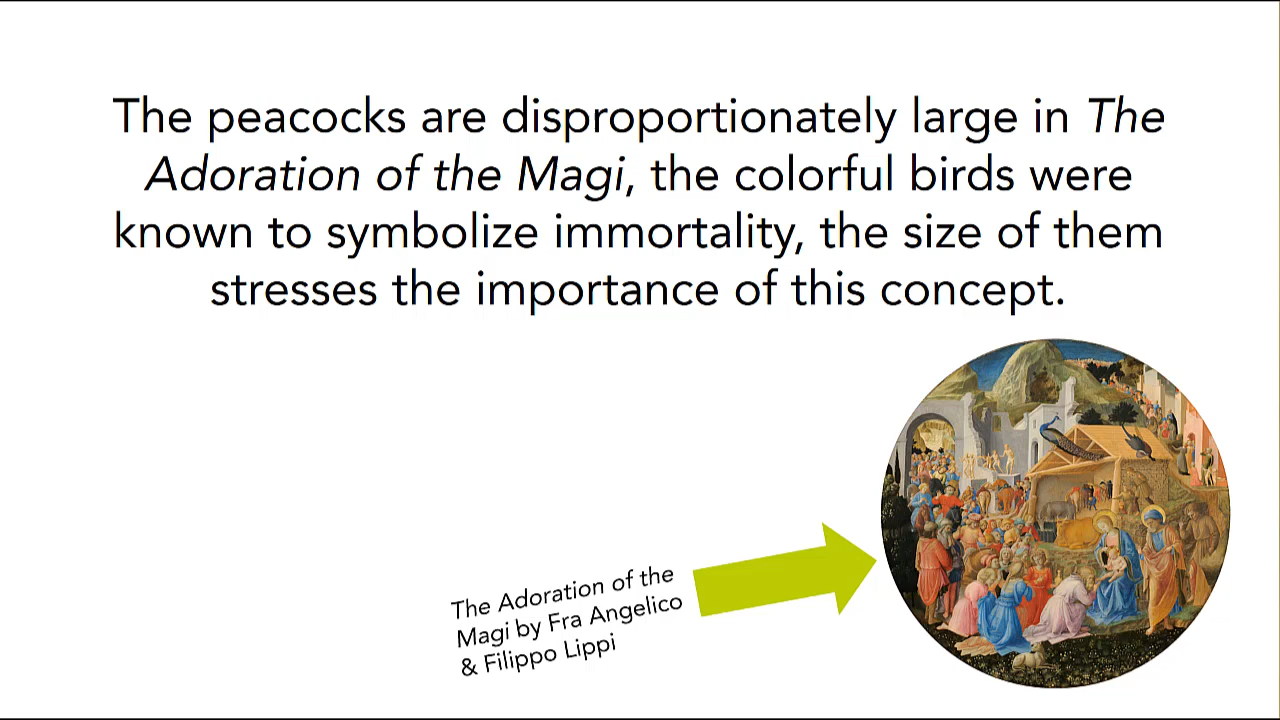 The peacocks are disproportionately large in The
Adoration of the Magi, the colorful birds were
known to symbolize immortality, the size of them
stresses the importance of this concept.
The Adoration of the
Magi by Fra Angelico
& Filippo Lippi